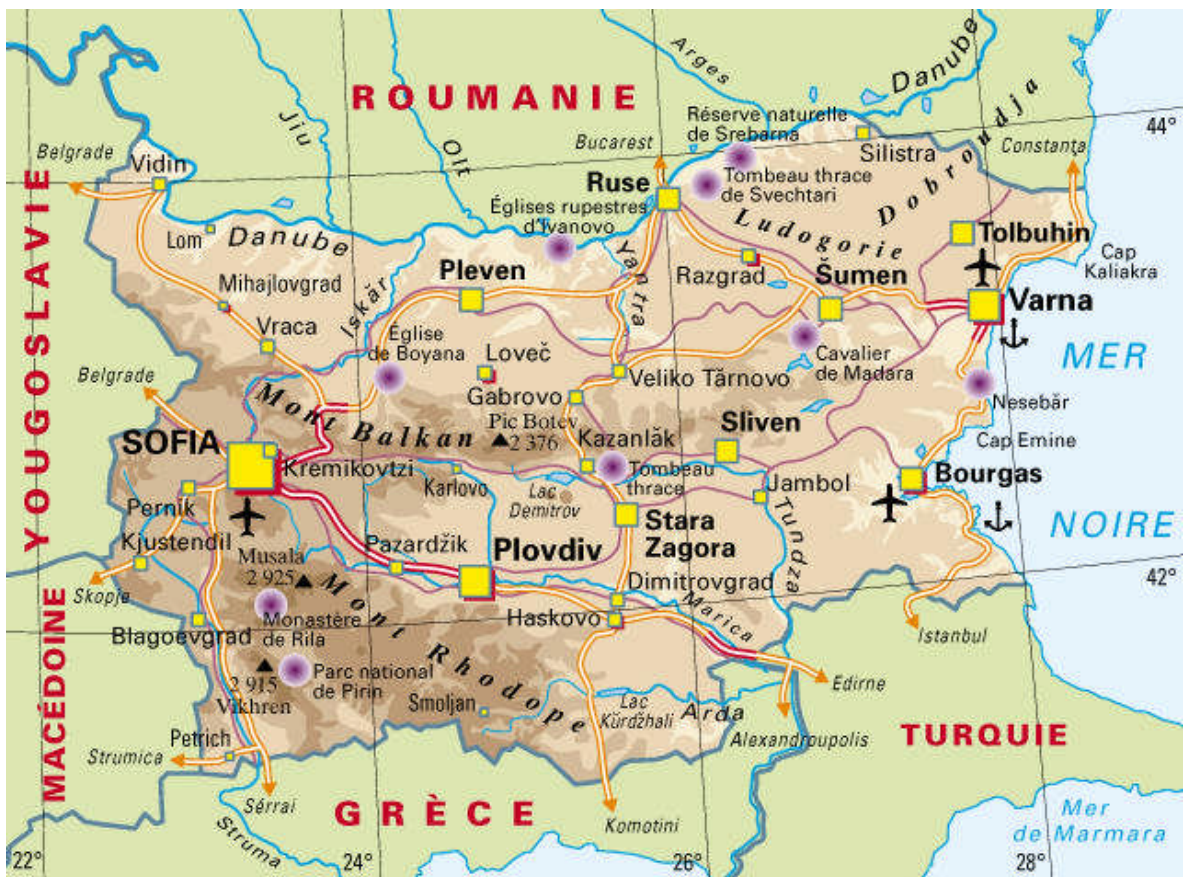 ROUMANIE
Arges
Danube
Jiu
Olt
Réserve naturelle
de Srebarna
44°
Belgrade
Vidin
Bucarest
Silistra
Constanţa
Dobroudja
Ruse
Tombeau thrace
de Svechtari
Églises rupestres
d'Ivanovo
Ludogorie
Lom
Danube
Yantra
Tolbuhin
Cap
Kaliakra
Pleven
Razgrad
Šumen
Mihajlovgrad
Iskăr
Varna
Vraca
Église
de Boyana
Loveč
Cavalier
de Madara
MER
YOUGOSLAVIE
Belgrade
Gabrovo
Veliko Tărnovo
Nesebăr
Mont Balkan
Pic Botev
2 376
Sliven
Cap Emine
SOFIA
Kazanlăk
Kremikovtzi
Karlovo
Lac
Demitrov
Tombeau
thrace
Jambol
Bourgas
Pernik
Stara
Zagora
Tundza
NOIRE
Kjustendil
Musala
2 925
Pazardžik
Plovdiv
Dimitrovgrad
42°
Skopje
Monastère
de Rila
Mont Rhodope
Haskovo
Marica
Istanbul
Blagoevgrad
MACÉDOINE
2 915
Vikhren
Parc national
de Pirin
Smoljan
Lac
Kürdžhali
Arda
Edirne
Petrich
Strumica
Alexandroupolis
TURQUIE
Sérrai
GRÈCE
Komotini
Mer
de Marmara
Struma
22°
24°
26°
28°